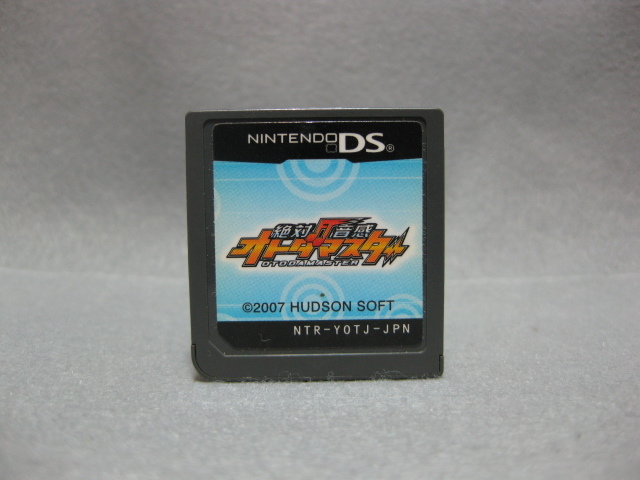 NINTENDO DS®
絶対音感
オトダマスター
OTODAMASTER
©2007 HUDSON SOFT
NTR-YOTJ-JPN